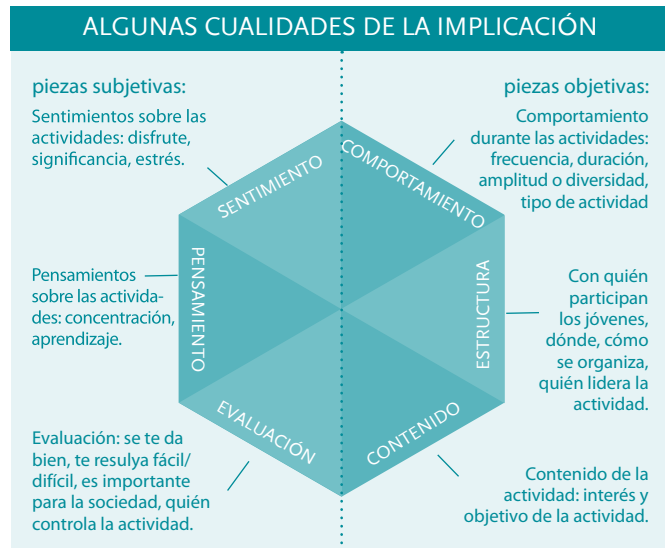 ALGUNAS CUALIDADES DE LA IMPLICACIÓN
piezas subjetivas:
Sentimientos sobre las
actividades: disfrute,
significancia, estrés.
Pensamientos
sobre las activida-
des: concentración,
aprendizaje.
Evaluación: se te da
bien, te resulya fácil/
difícil, es importante
para la sociedad, quién
controla la actividad.
SENTIMIENTO
PENSAMIENTO
EVALUACIÓN
COMPORTAMIENTO
ESTRUCTURA
CONTENIDO
piezas objetivas:
Comportamiento
durante las actividades:
frecuencia, duración,
amplitud o diversidad,
tipo de actividad
Con quién
participan
los jóvenes,
dónde, cómo
se organiza,
quién lidera la
actividad.
Contenido de la
actividad: interés y
objetivo de la actividad.